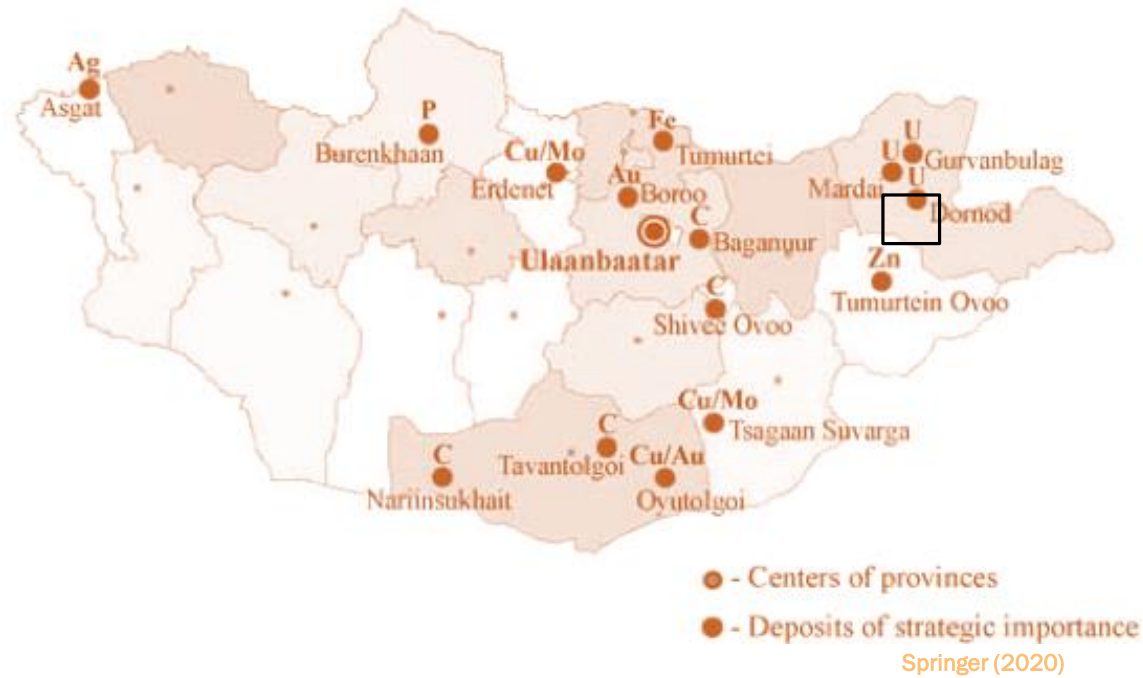 Ag
Asgat
P
Burenkhaan
Cu/Mo
Erdenet
Fe
Tumurtei
Au
Boroo
C
Baganuur
Ulaanbaatar
U
Gurvanbulag
U
Mardai
U
Dornod
Zn
Tumurtein Ovoo
C
Shivee Ovoo
Cu/Mo
Tsagaan Suvarga
C
Tavantolgoi
Cu/Au
Oyutolgoi
C
Nariinsukhait
- Centers of provinces
- Deposits of strategic importance
Springer (2020)